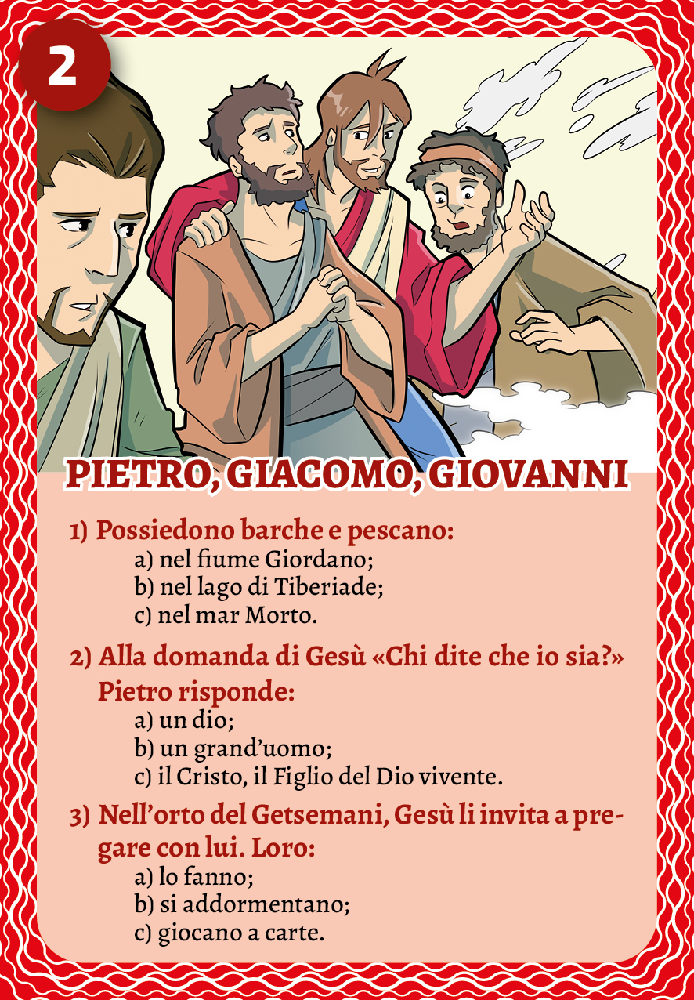 2
PIETRO, GIACOMO, GIOVANNI
1) Possiedono barche e pescano:
a) nel fiume Giordano;
b) nel lago di Tiberiade;
c) nel mar Morto.
2) Alla domanda di Gesù «Chi dite che io sia?»
Pietro risponde:
a) un dio;
b) un grand’uomo;
c) il Cristo, il Figlio del Dio vivente.
3) Nell’orto del Getsemani, Gesù li invita a pre-
gare con lui. Loro:
a) lo fanno;
b) si addormentano;
c) giocano a carte.